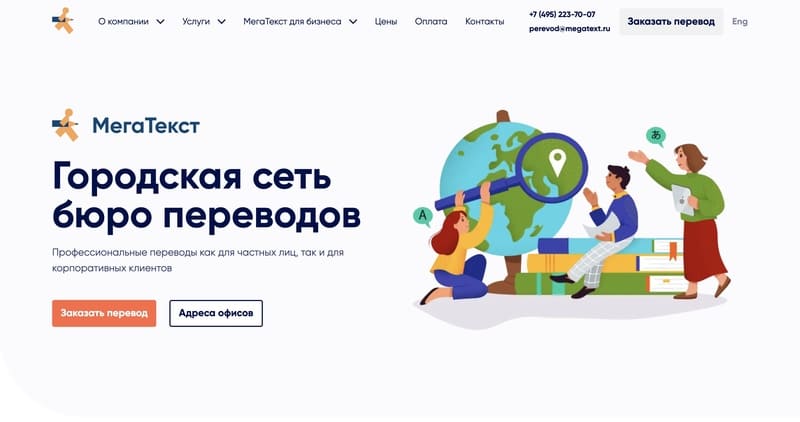 О компании
Услуги
МегаТекст для бизнеса
Цены
Оплата
Контакты
+7 (495) 223-70-07
perevod@megatext.ru
Заказать перевод
Eng
МегаТекст
Городская сеть
бюро переводов
Профессиональные переводы как для частных лиц, так и для
корпоративных клиентов
Заказать перевод
Адреса офисов
A
あ